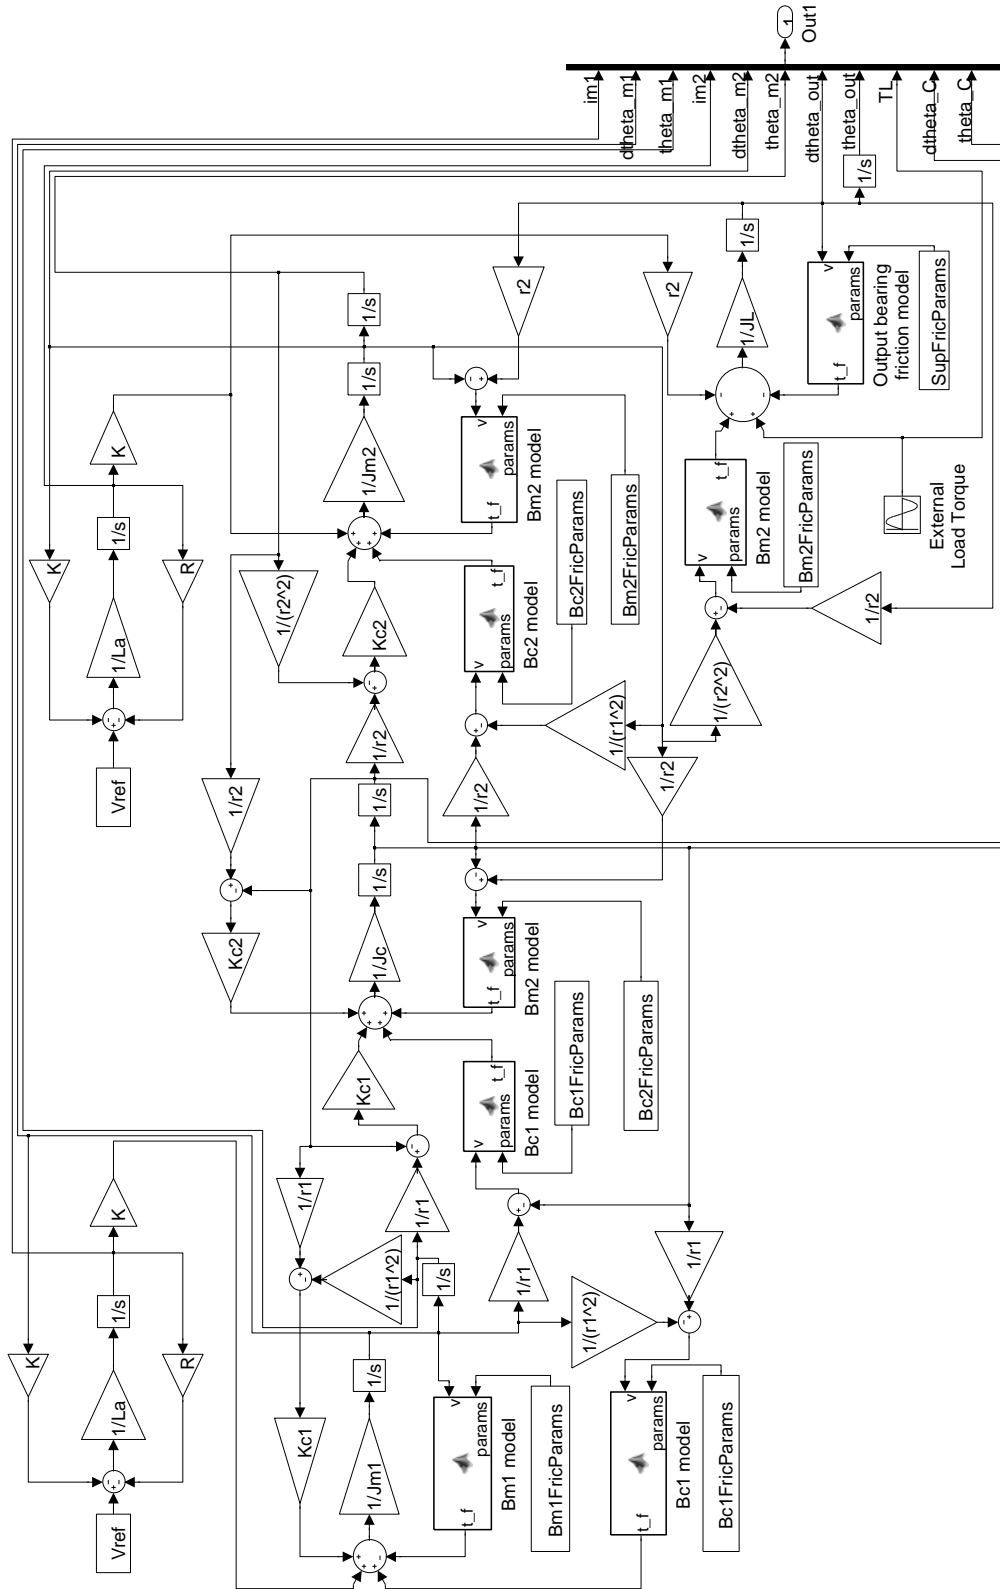 K
Vref
1/La
1/s
K
R
K
Vref
1/La
1/s
K
R
Kc2
1/r2
1/(r2^2)
Kc1
1/r1
1/Jm1
1/s
1/(r1^2)
1/s
1/r1
Kc1
1/Jc
1/s
1/s
1/r2
Kc2
1/Jm2
1/s
1/s
t_f
v
params
Bm1 model
Bm1FricParams
1/r1
v
params
t_f
Bc1 model
Bc1FricParams
t_f
v
params
Bm2 model
Bc2FricParams
1/r2
v
params
t_f
Bc2 model
Bc2FricParams
t_f
v
params
Bm2 model
Bm2FricParams
r2
1/(r1^2)
t_f
v
params
Bc1 model
Bc1FricParams
1/r1
1/r2
1/(r1^2)
1/(r2^2)
v
params
t_f
Bm2 model
Bm2FricParams
1/r2
r2
1/JL
1/s
t_f
v
params
Output bearing
friction model
SupFricParams
External
Load Torque
1/s
im1
dtheta_m1
theta_m1
im2
dtheta_m2
theta_m2
dtheta_out
theta_out
TL
dtheta_C
theta_C
1
Out1